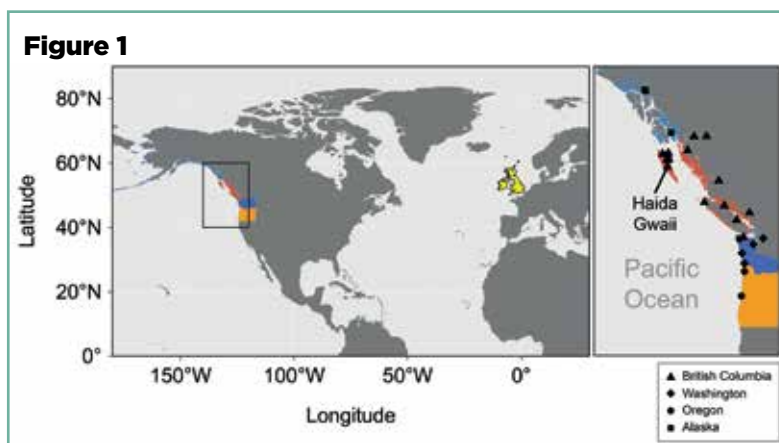 Figure 1
80°N
60°N
40°N
20°N
0°
Latitude
150°W
100°W
50°W
0°
Longitude
Haida
Gwaii
Pacific
Ocean
▲ British Columbia
◆ Washington
● Oregon
■ Alaska